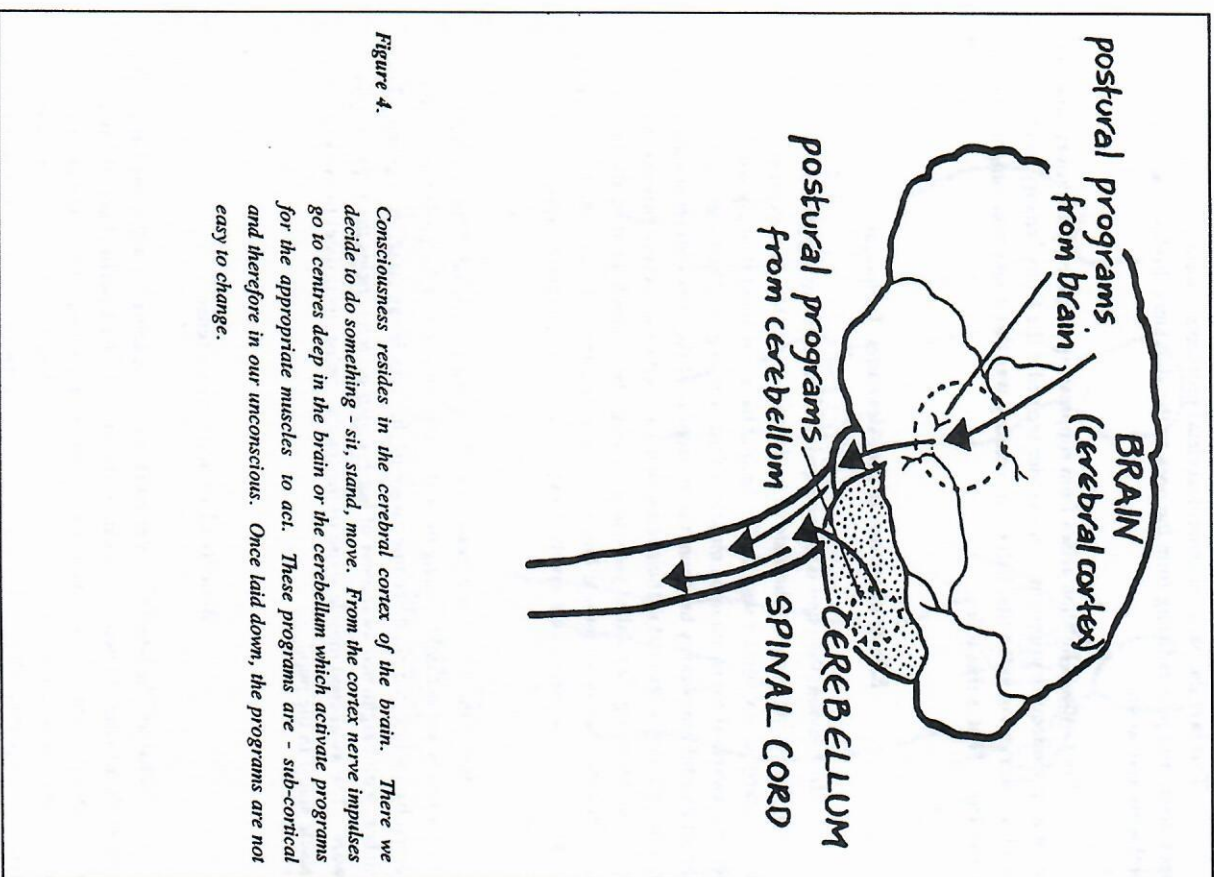 postural programs
from brain
BRAIN
(cerebral cortex)
postural programs
from cerebellum
CEREBELLUM
SPINAL CORD
Figure 4.
Consciousness resides in the cerebral cortex of the brain. There we
decide to do something - sit, stand, move. From the cortex nerve impulses
go to centres deep in the brain or the cerebellum which activate programs
for the appropriate muscles to act. These programs are - sub-cortical
and therefore in our unconscious. Once laid down, the programs are not
easy to change.